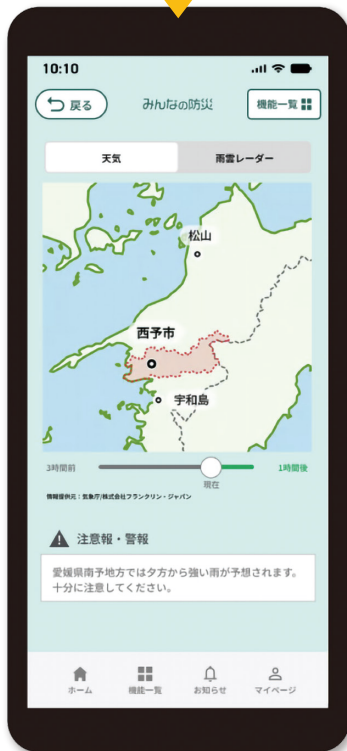 10:10
戻る
みんなの防災
機能一覧
天気
雨雲レーダー
松山
西予市
宇和島
3時間前
現在
1時間後
情報提供元:気象庁/株式会社フランクリン・ジャパン
注意報・警報
愛媛県南予地方では夕方から強い雨が予想されます。
十分に注意してください。
ホーム
機能一覧
お知らせ
マイページ